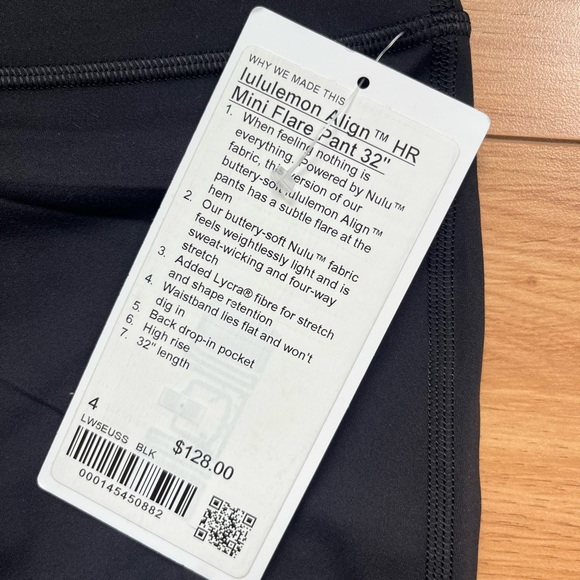 WHY WE MADE THIS
lululemon Align™ HR
Mini Flare Pant 32"
1. When feeling nothing is
everything. Powered by Nulu™
fabric, this version of our
buttery-soft lululemon Align™
pants has a subtle flare at the
hem
2. Our buttery-soft Nulu™ fabric
feels weightlessly light and is
sweat-wicking and four-way
stretch
3. Added Lycra® fibre for stretch
and shape retention
4. Waistband lies flat and won't
dig in
5. Back drop-in pocket
6. High rise
7. 32" length
4
LW5EUSS BLK
$128.00
000145450882